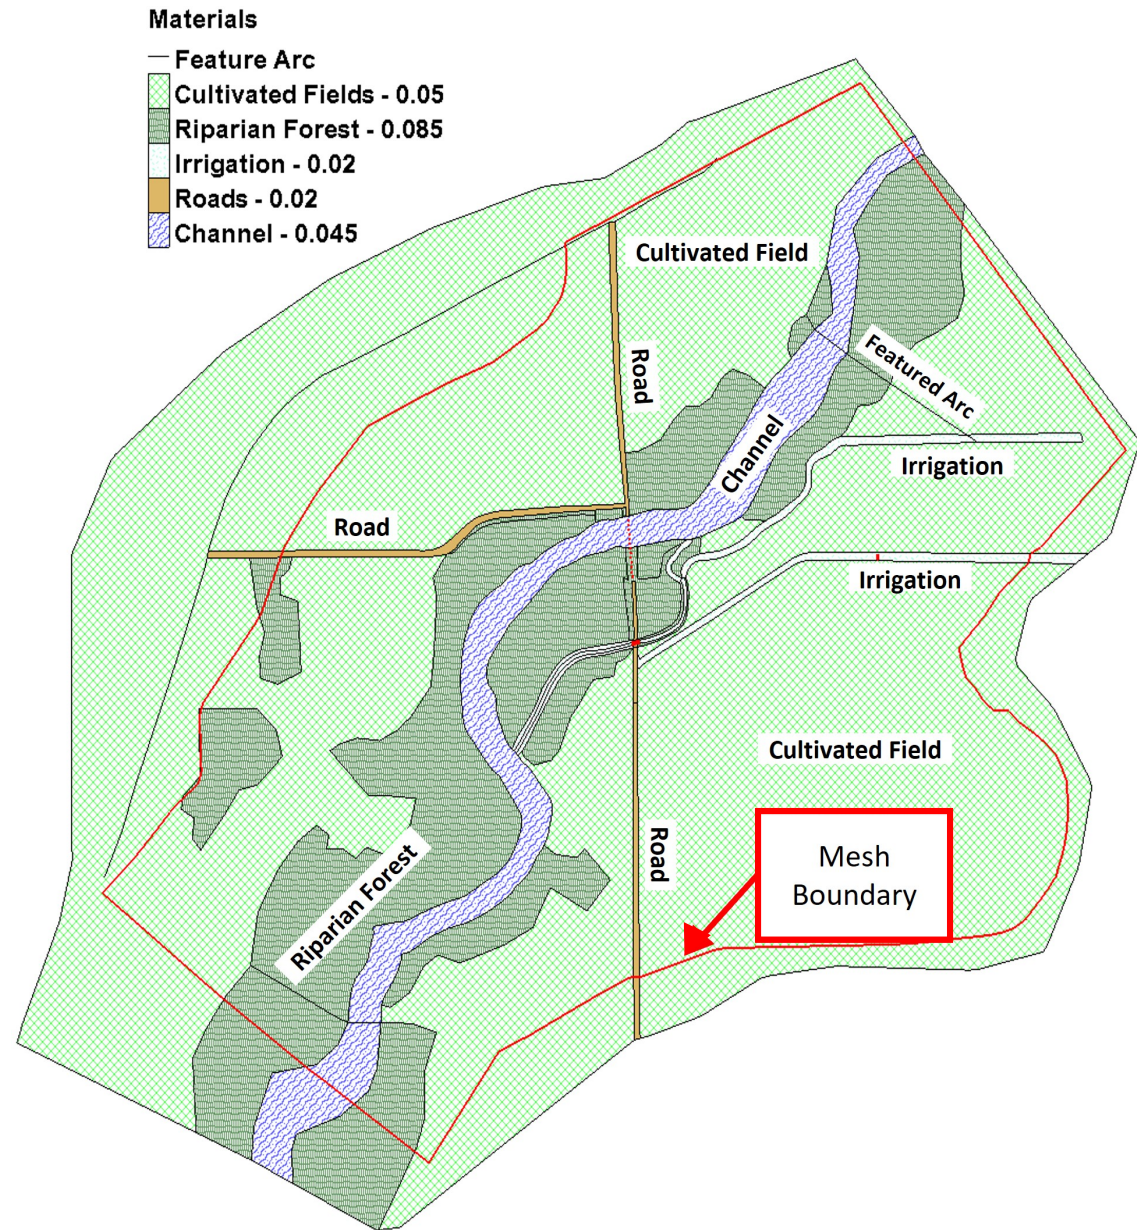 Materials
Feature Arc
Cultivated Fields - 0.05
Riparian Forest - 0.085
Irrigation - 0.02
Roads - 0.02
Channel - 0.045
Cultivated Field
Road
Featured Arc
Channel
Irrigation
Road
Irrigation
Cultivated Field
Road
Riparian Forest
Mesh
Boundary